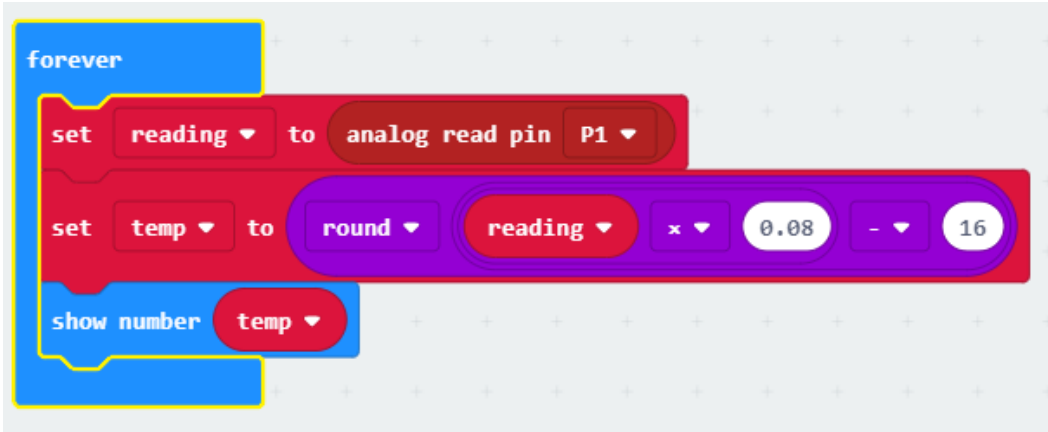 forever
set reading to analog read pin P1
set temp to round reading × 0.08 - 16
show number temp